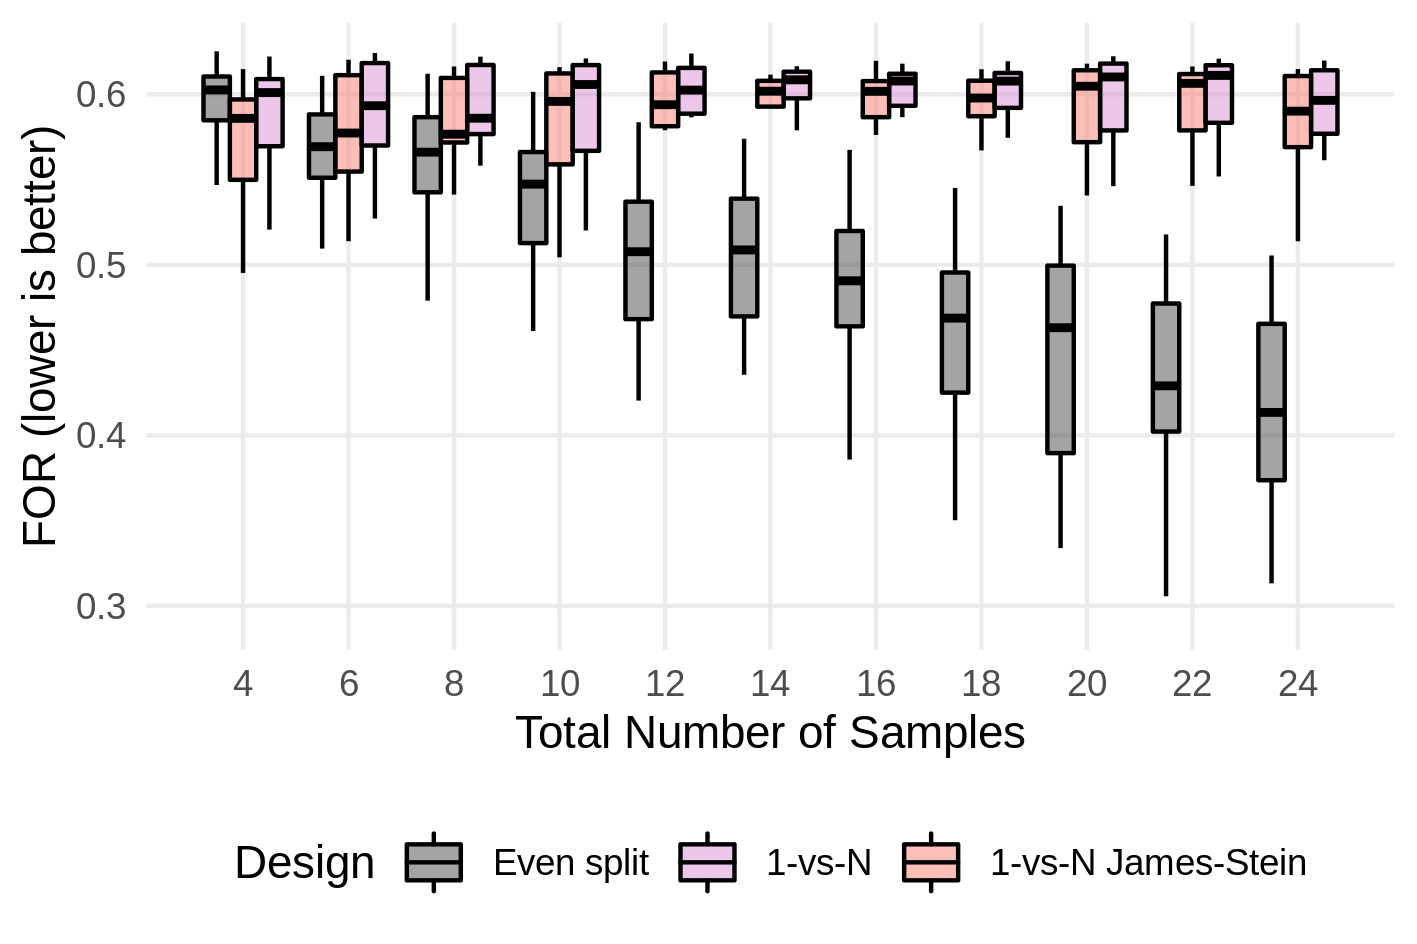 FOR (lower is better)
0.6
0.5
0.4
0.3
4 6 8 10 12 14 16 18 20 22 24
Total Number of Samples
Design Even split 1-vs-N 1-vs-N James-Stein